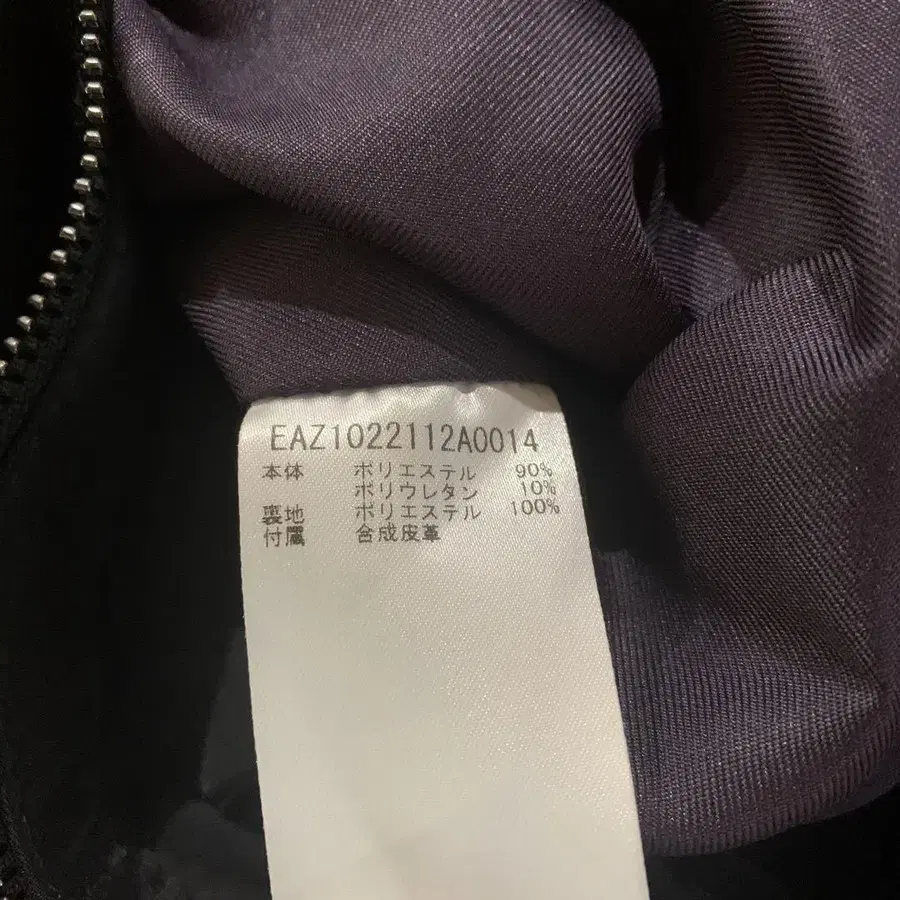 EAZ1022112A0014
本体 ポリエステル 90%
ポリウレタン 10%
裏地 ポリエステル 100%
付属 合成皮革